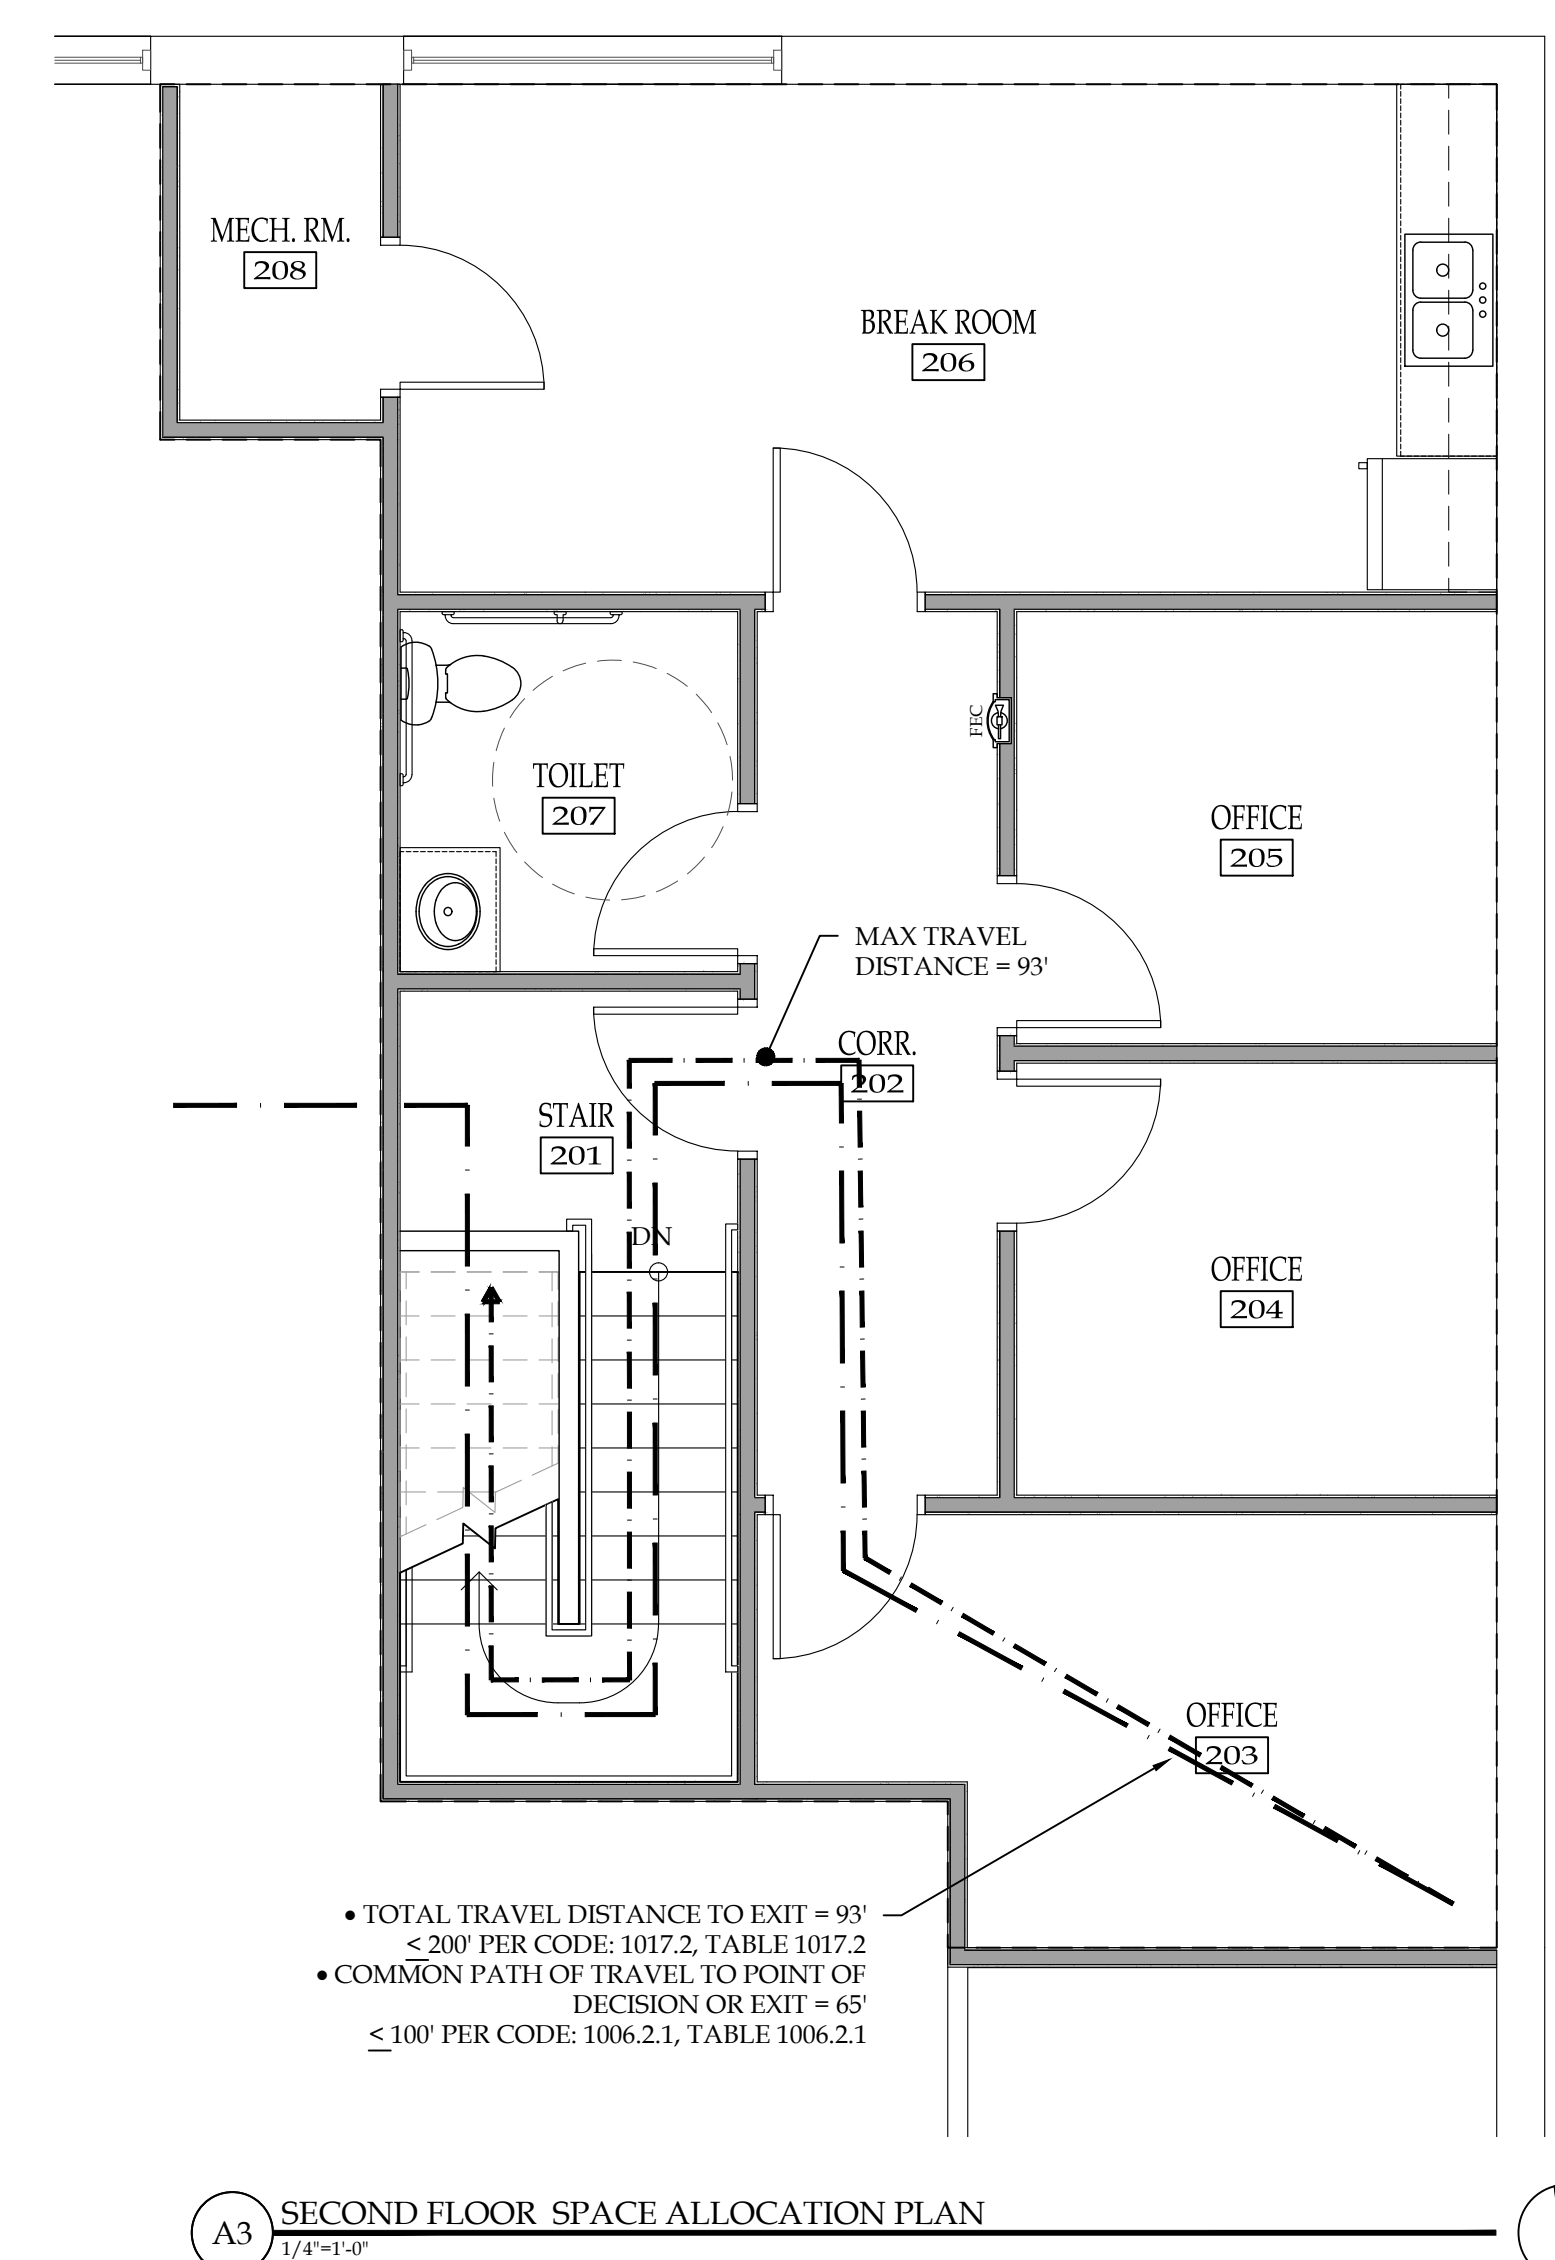 MECH. RM.
208
BREAK ROOM
206
FEC
TOILET
207
OFFICE
205
MAX TRAVEL
DISTANCE = 93'
CORR.
202
STAIR
201
DN
OFFICE
204
OFFICE
203
• TOTAL TRAVEL DISTANCE TO EXIT = 93'
≤ 200' PER CODE: 1017.2, TABLE 1017.2
• COMMON PATH OF TRAVEL TO POINT OF
DECISION OR EXIT = 65'
≤ 100' PER CODE: 1006.2.1, TABLE 1006.2.1
A3
SECOND FLOOR SPACE ALLOCATION PLAN
1/4"=1'-0"